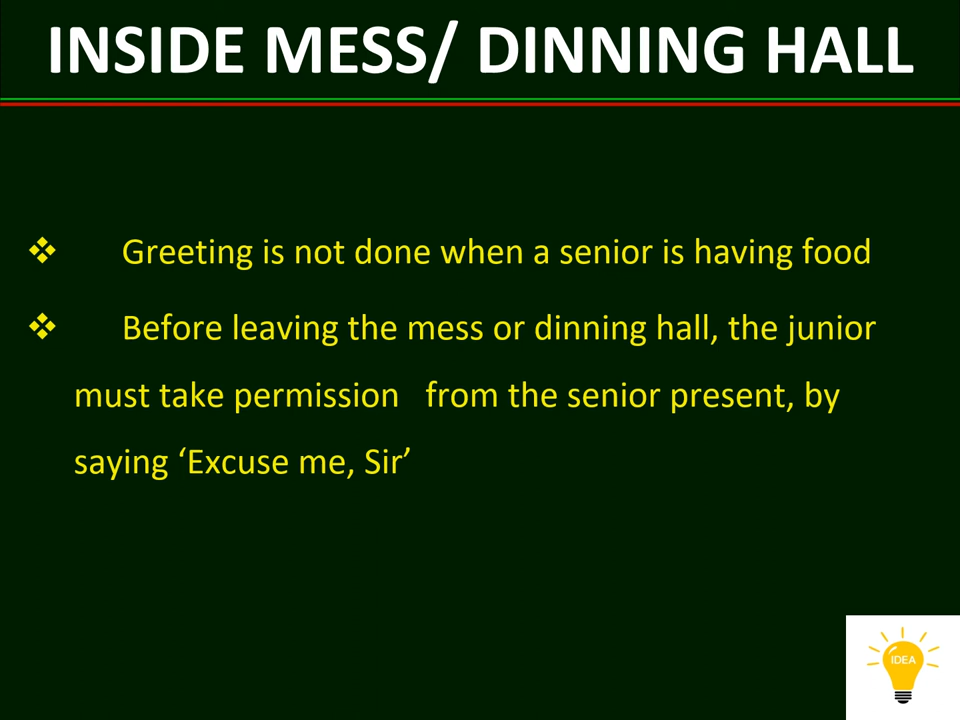 INSIDE MESS/ DINNING HALL
❖ Greeting is not done when a senior is having food
❖ Before leaving the mess or dinning hall, the junior
must take permission from the senior present, by
saying ‘Excuse me, Sir’
IDEA